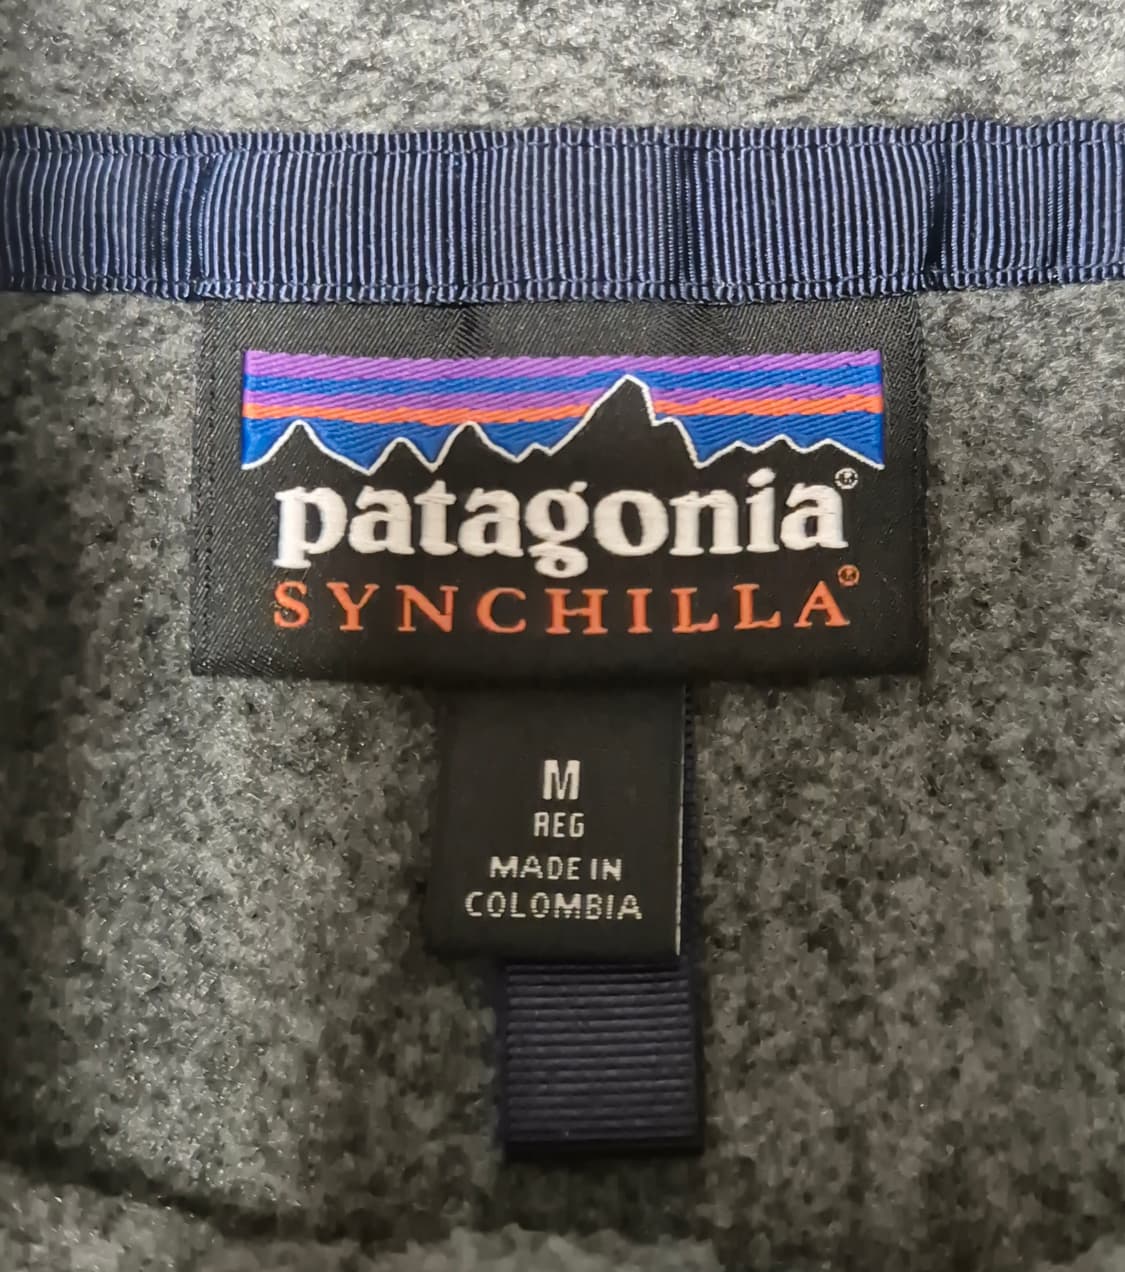 patagonia®
SYNCHILLA®
M
REG
MADE IN
COLOMBIA